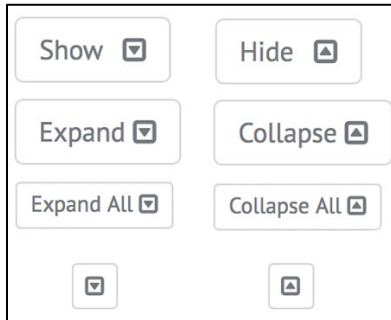 Show
Hide
Expand
Collapse
Expand All
Collapse All